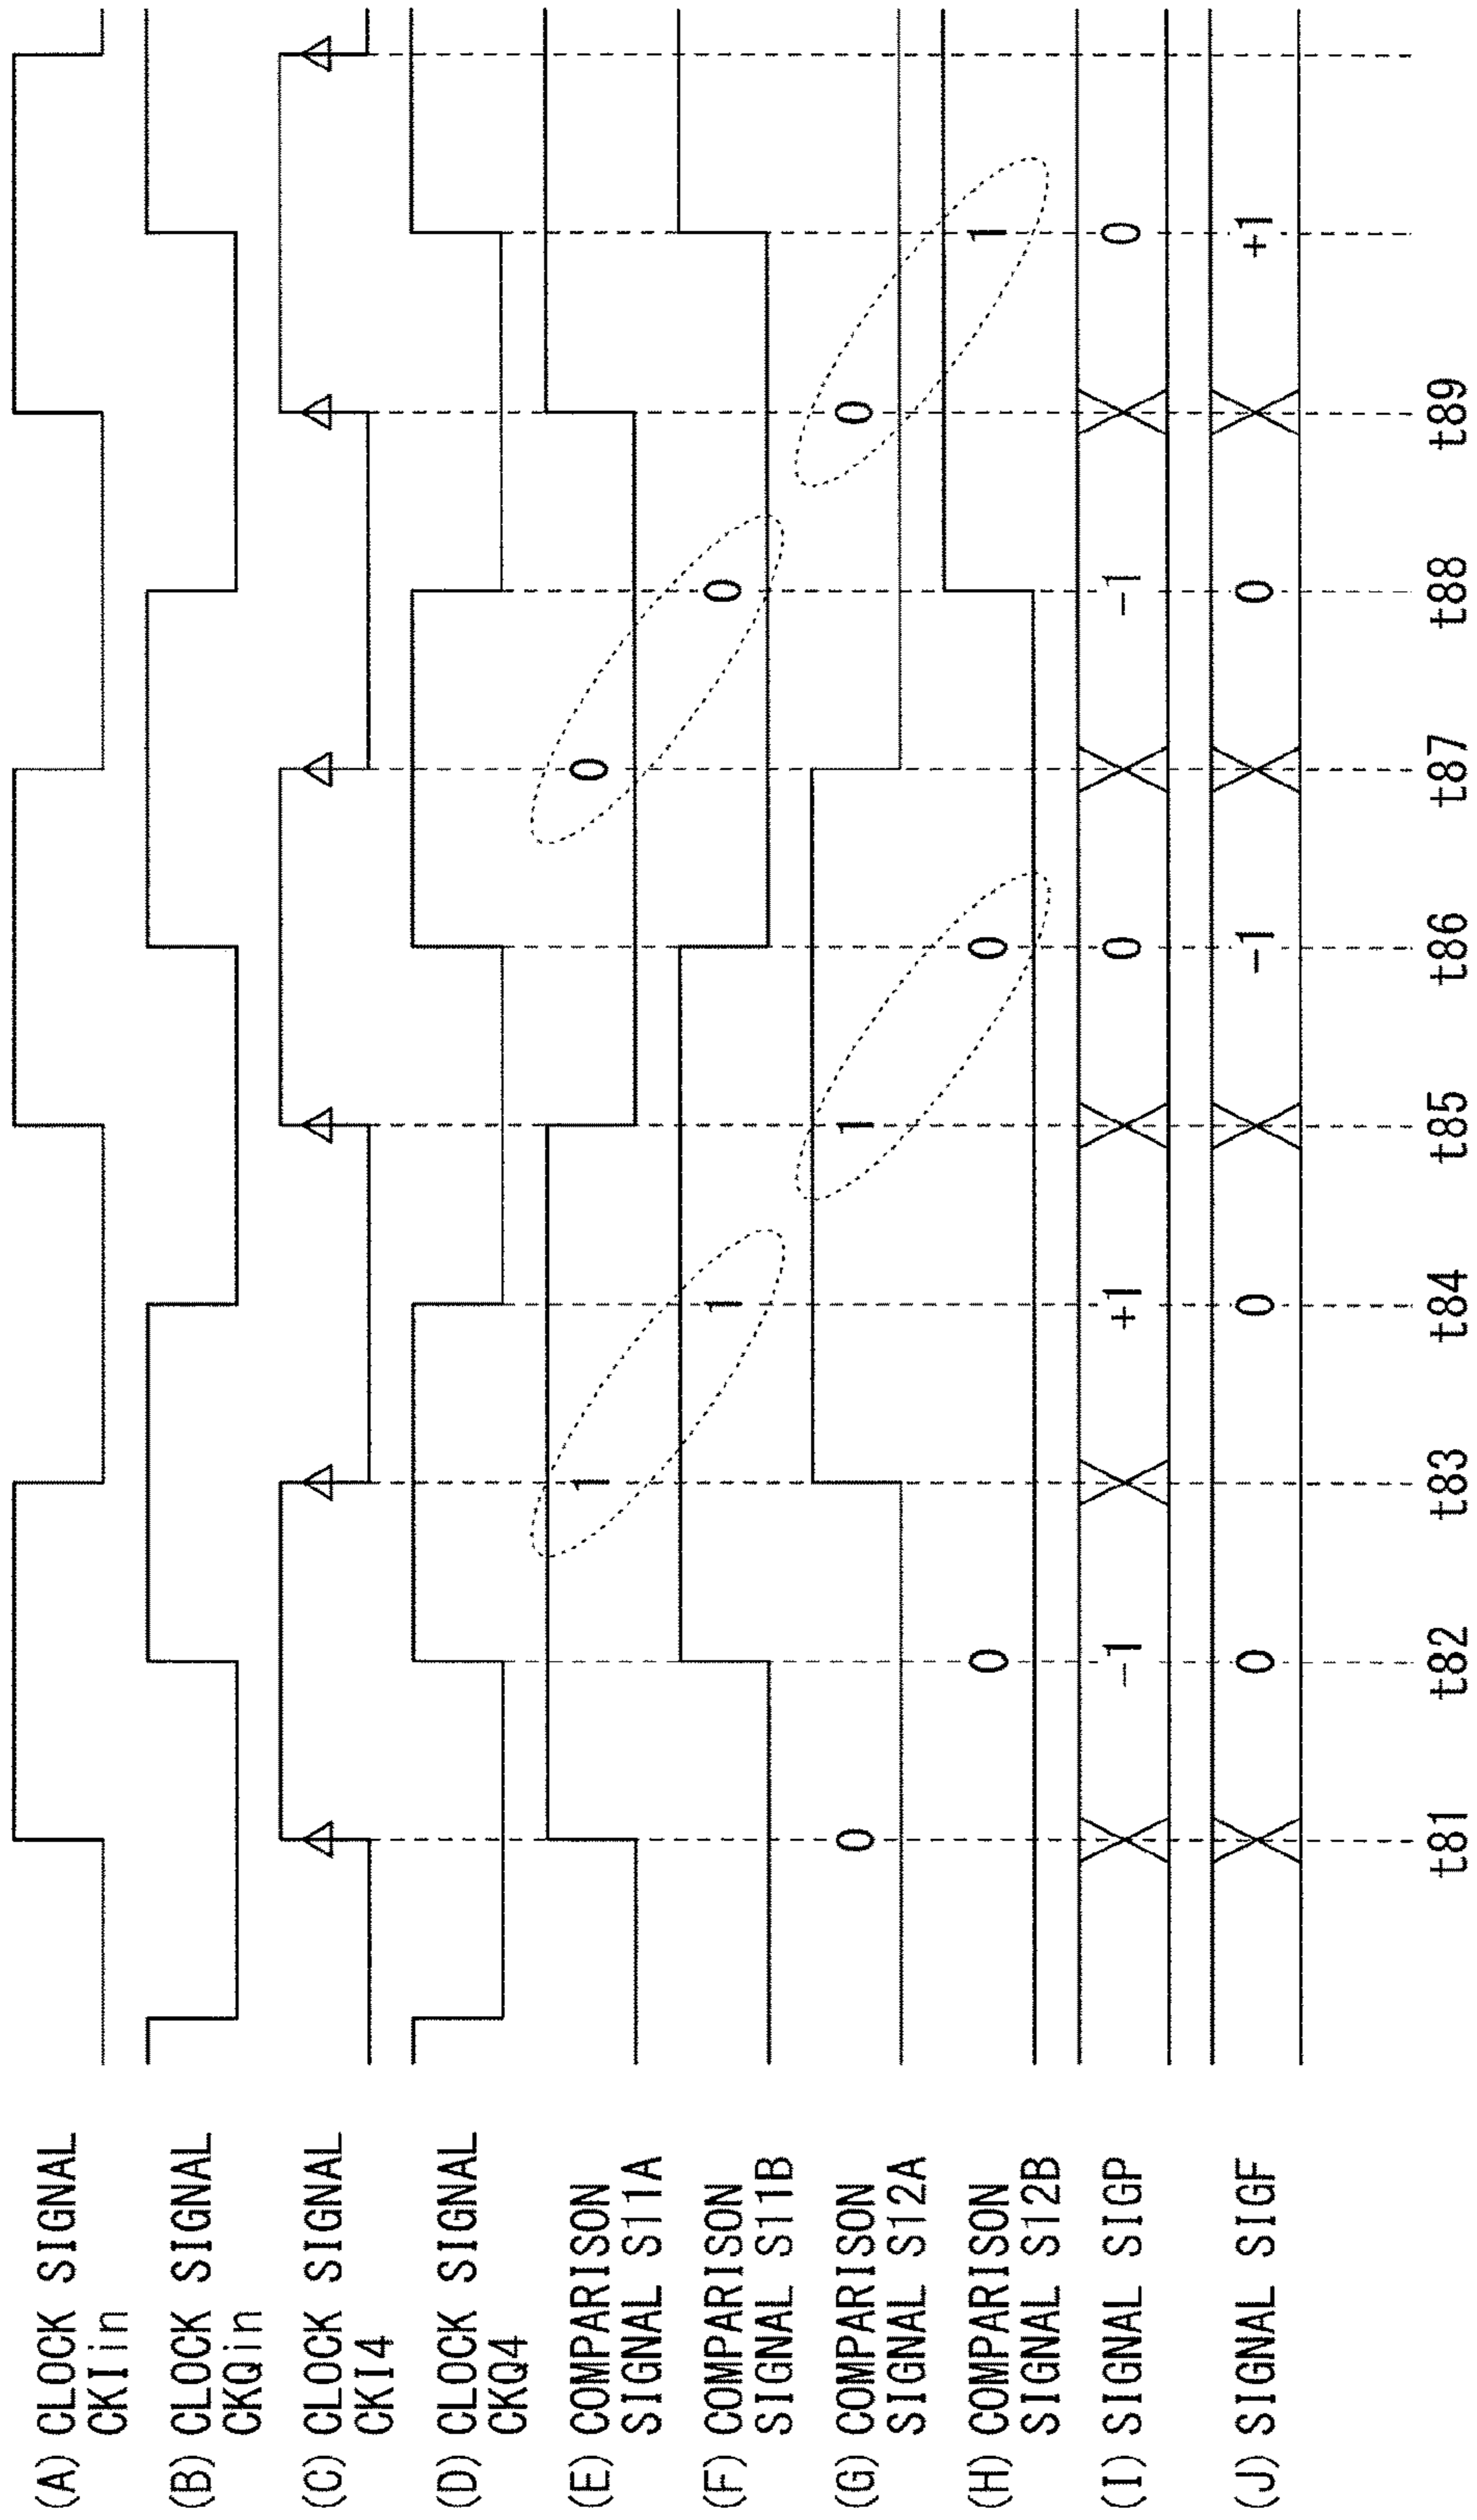 (A) CLOCK SIGNAL
CKIin
(B) CLOCK SIGNAL
CKQin
(C) CLOCK SIGNAL
CKI4
(D) CLOCK SIGNAL
CKQ4
(E) COMPARISON
SIGNAL S11A
1
0
(F) COMPARISON
SIGNAL S11B
1
0
(G) COMPARISON
SIGNAL S12A
0
1
0
(H) COMPARISON
SIGNAL S12B
0
0
1
(I) SIGNAL SIGP
-1
+1
0
-1
0
(J) SIGNAL SIGF
0
0
-1
0
+1
t81 t82 t83 t84 t85 t86 t87 t88 t89